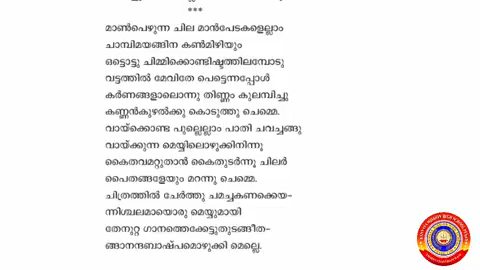 ***
മാൺപെഴുന്ന ചില മാൻപേടകളെല്ലാം
ചാമ്പിമയങ്ങിന കൺമിഴിയും
ഒട്ടൊട്ടു ചിമ്മിക്കൊണ്ടിഷ്ടത്തിലമ്പോടു
വട്ടത്തിൽ മേവിതേ പെട്ടെന്നപ്പോൾ
കർണങ്ങളാലൊന്നു തിണ്ണം കുലമ്പിച്ചു
കണ്ണൻകുഴൽക്കു കൊടുത്തു ചെമ്മെ.
വായ്ക്കൊണ്ട പുല്ലെല്ലാം പാതി ചവച്ചങ്ങു
വായ്ക്കുന്ന മെയ്യിലൊഴുക്കിനിന്നൂ
കൈതവമറ്റുതാൻ കൈതുടർന്നൂ ചിലർ
പൈതങ്ങളേയും മറന്നു ചെമ്മെ.
ചിത്രത്തിൽ ചേർത്തു ചമച്ചകണക്കെയ-
ന്നിശ്ചലമായൊരു മെയ്യുമായി
തേനുറ്റ ഗാനത്തെക്കേട്ടുതുടങ്ങീത-
ങ്ങാനന്ദബാഷ്പമൊഴുക്കി മെല്ലെ.